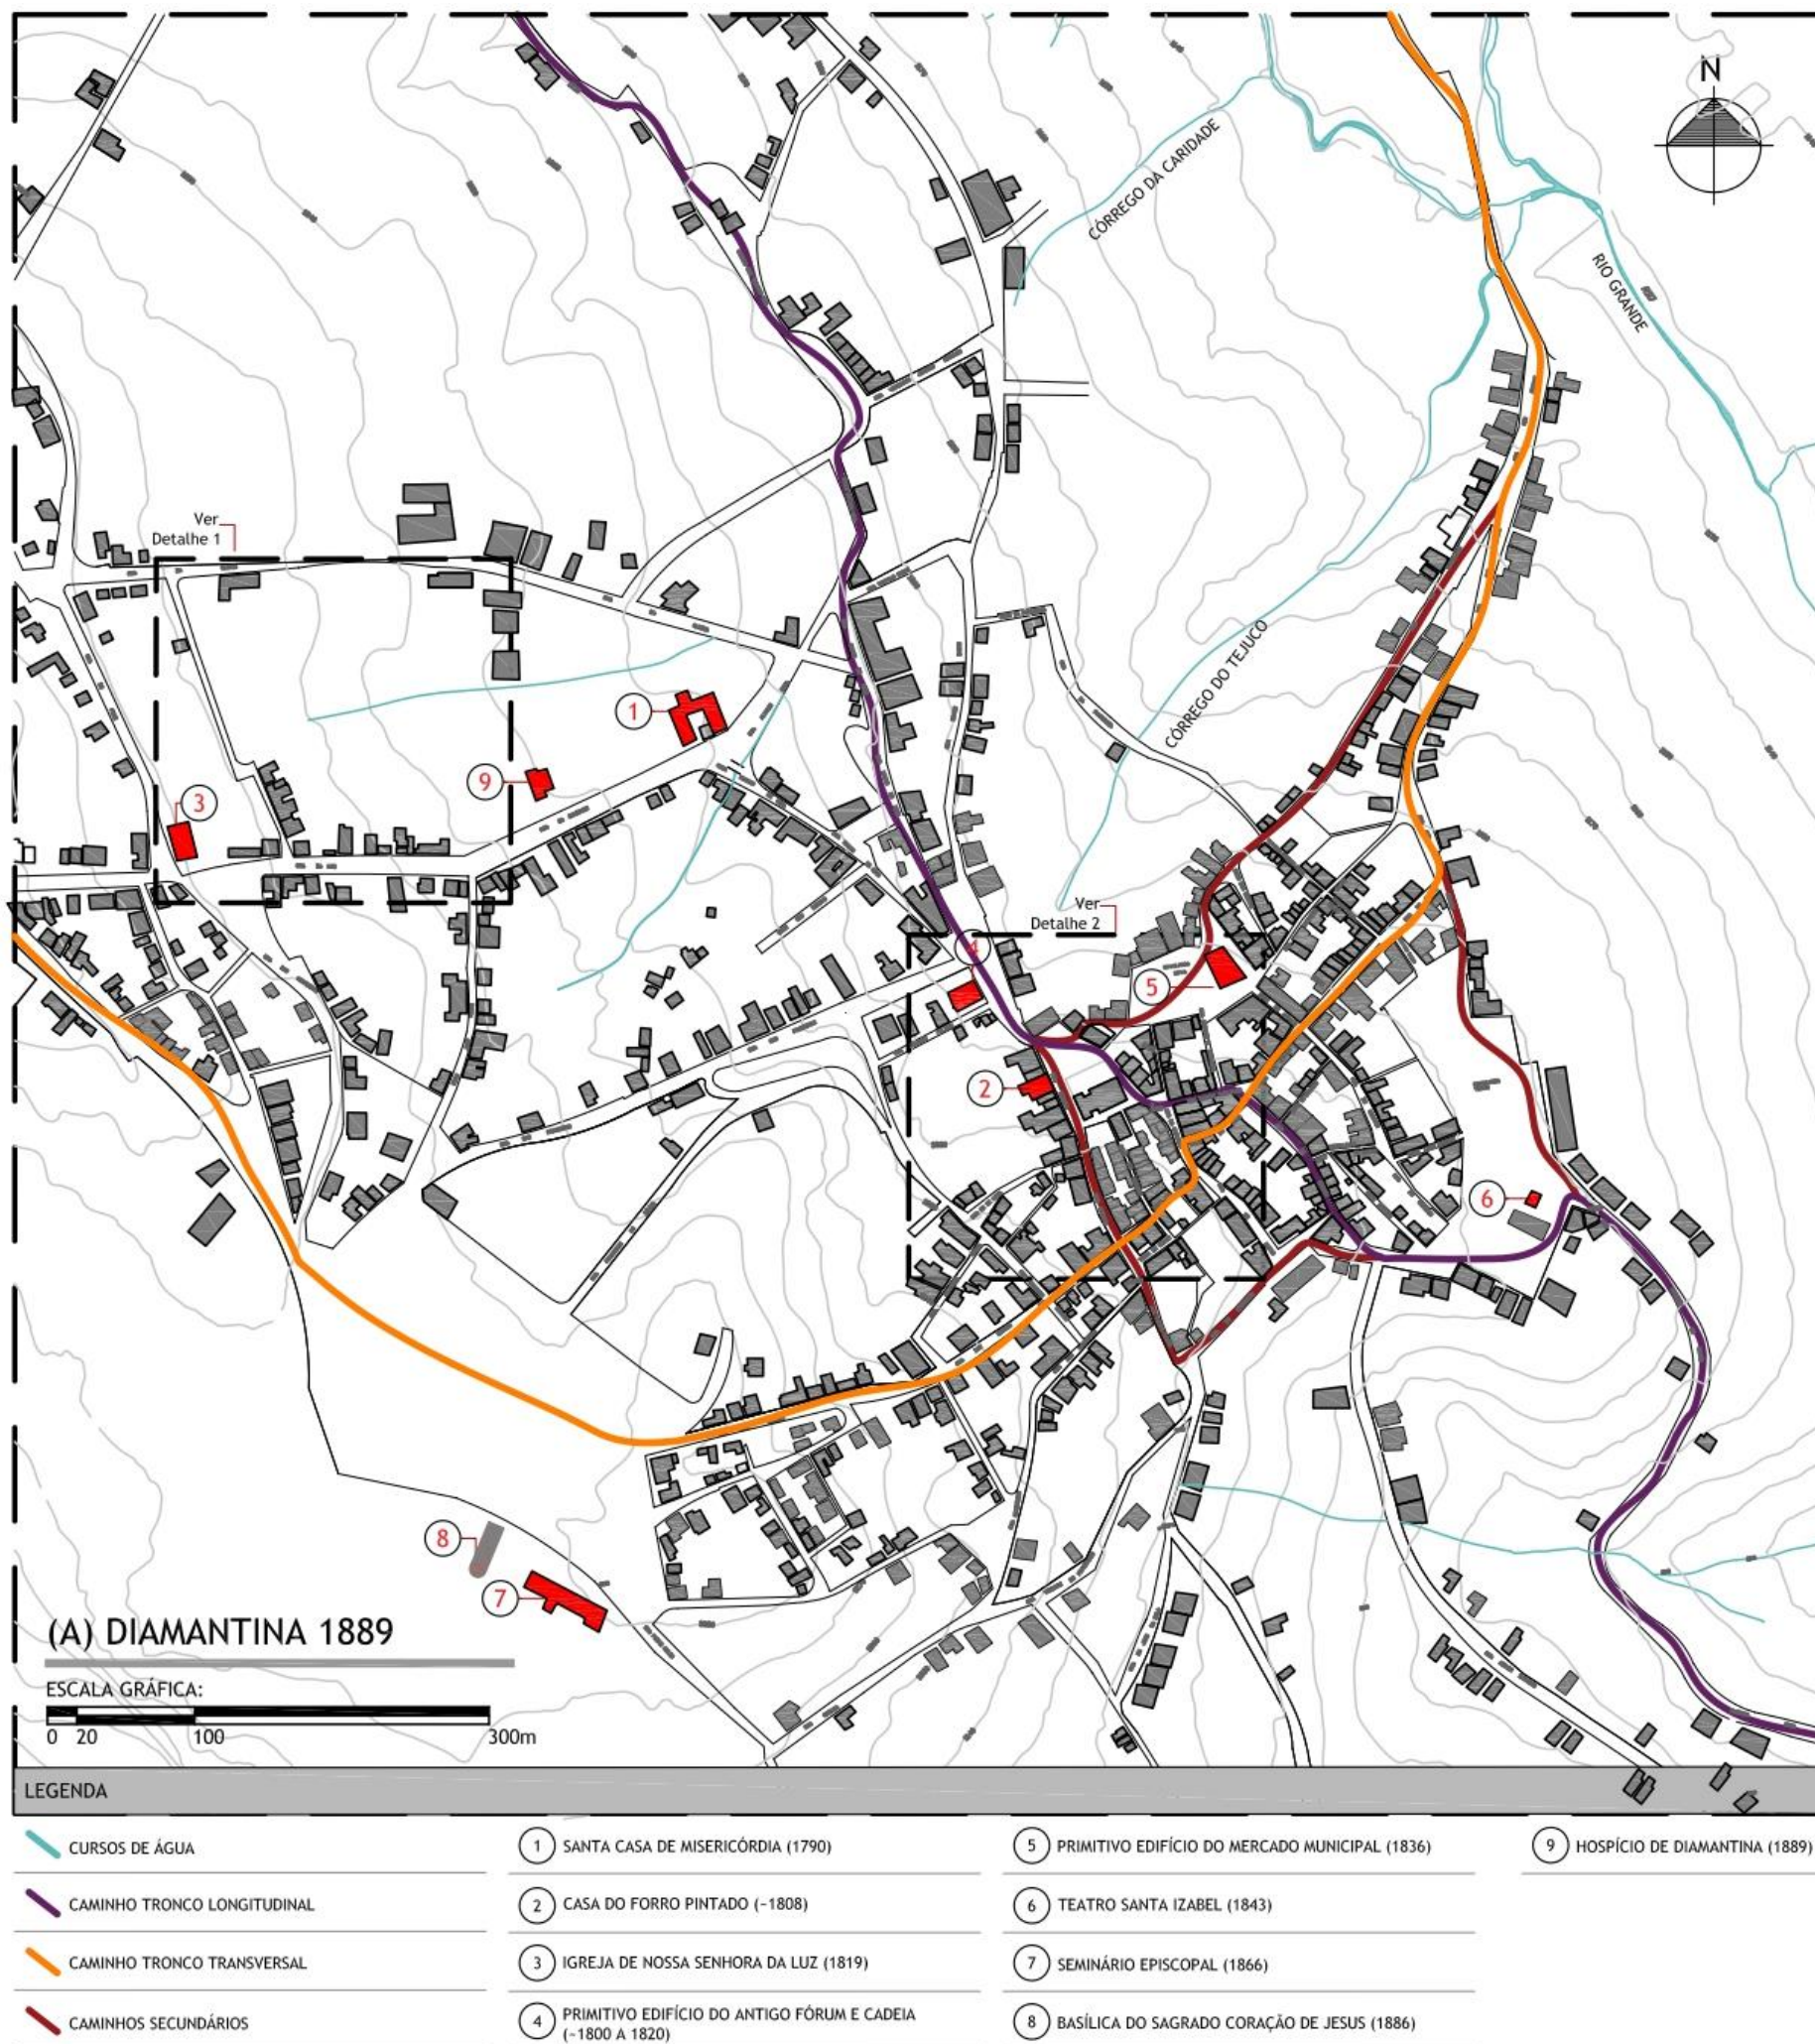 N
CÓRREGO DA CARIDADE
RIO GRANDE
Ver
Detalhe 1
CÓRREGO DO TEJUCO
1
9
3
Ver
Detalhe 2
4
5
2
6
8
7
(A) DIAMANTINA 1889
ESCALA GRÁFICA:
0 20 100 300m
LEGENDA
CURSOS DE ÁGUA
CAMINHO TRONCO LONGITUDINAL
CAMINHO TRONCO TRANSVERSAL
CAMINHOS SECUNDÁRIOS
1 SANTA CASA DE MISERICÓRDIA (1790)
2 CASA DO FORRO PINTADO (~1808)
3 IGREJA DE NOSSA SENHORA DA LUZ (1819)
4 PRIMITIVO EDIFÍCIO DO ANTIGO FÓRUM E CADEIA
(~1800 A 1820)
5 PRIMITIVO EDIFÍCIO DO MERCADO MUNICIPAL (1836)
6 TEATRO SANTA IZABEL (1843)
7 SEMINÁRIO EPISCOPAL (1866)
8 BASÍLICA DO SAGRADO CORAÇÃO DE JESUS (1886)
9 HOSPÍCIO DE DIAMANTINA (1889)